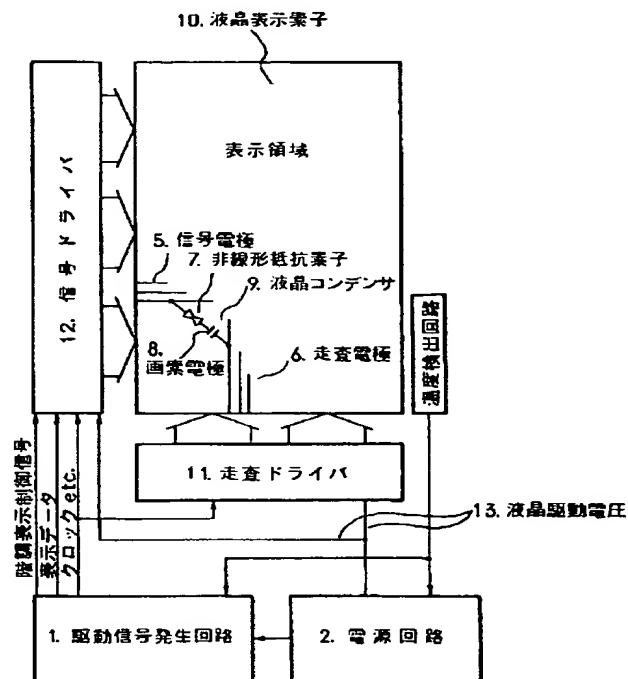 10. 液晶表示素子
表示領域
12. 信号ドライバ
5. 信号電極
7. 非線形抵抗素子
9. 液晶コンデンサ
8.
画素電極
6. 走査電極
温度検出回路
11. 走査ドライバ
13. 液晶駆動電圧
階調表示制御信号
表示データ
クロックetc.
1. 駆動信号発生回路
2. 電源回路